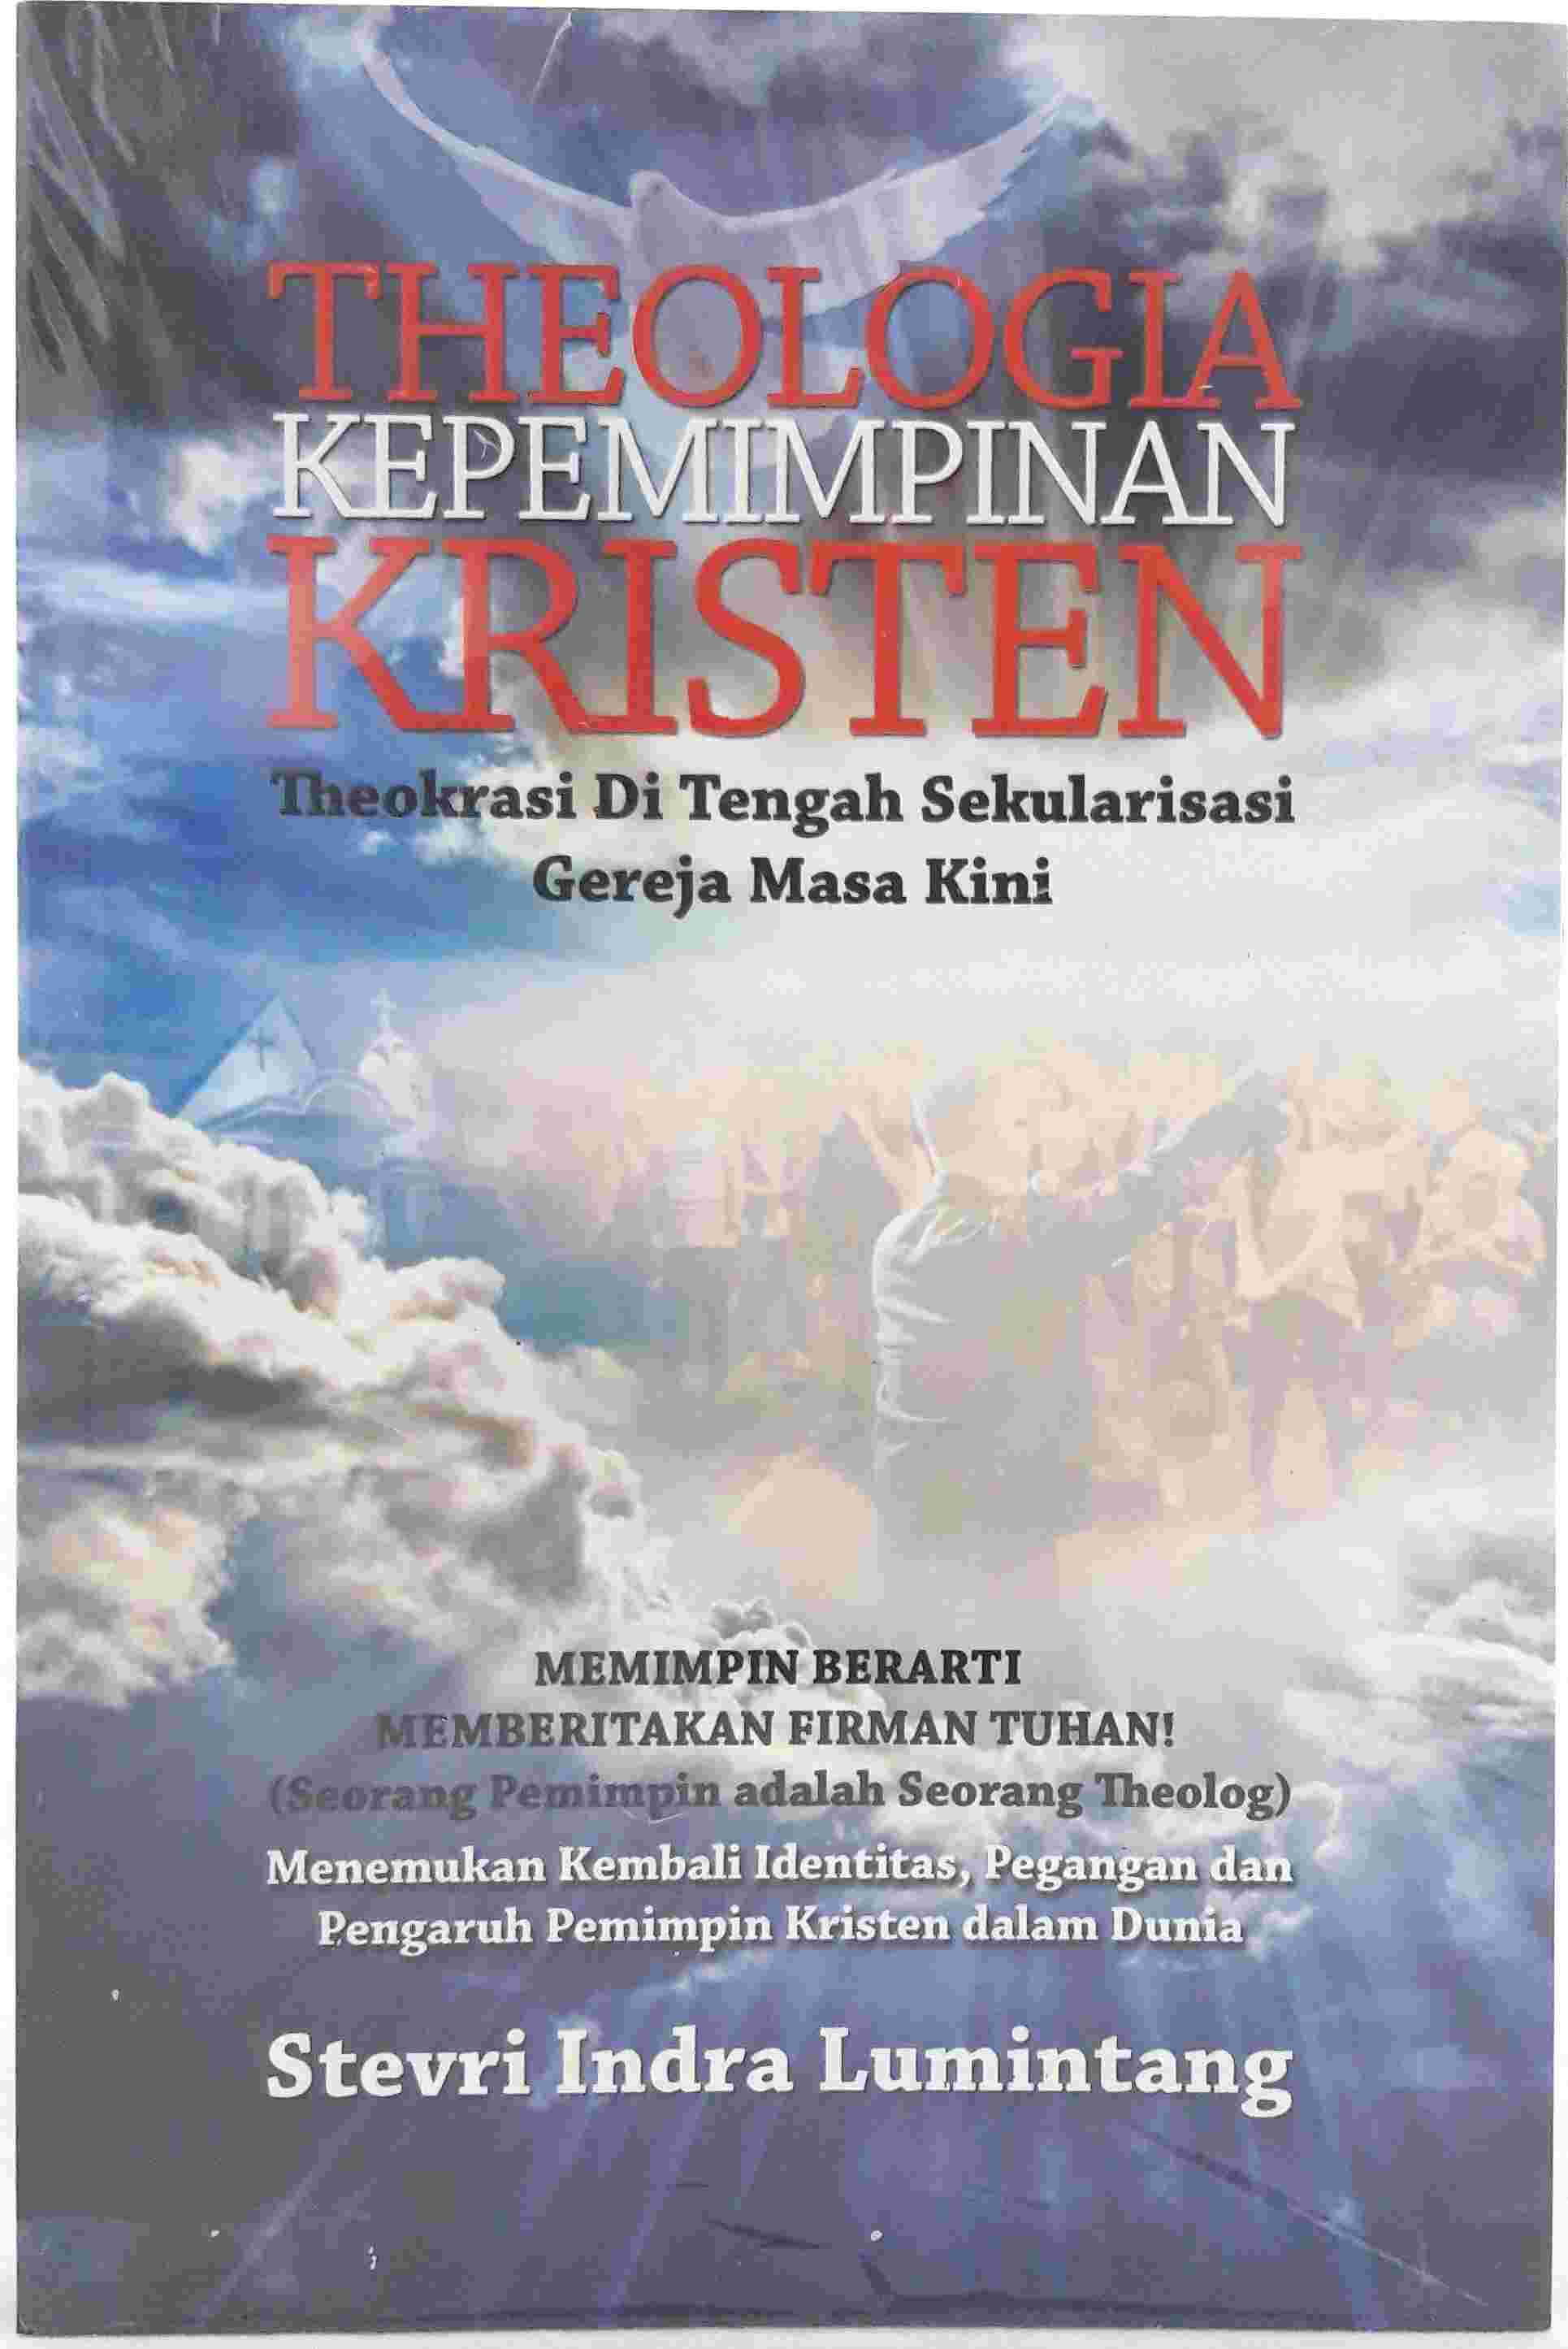 THEOLOGIA
KEPEMIMPINAN
KRISTEN
Theokrasi Di Tengah Sekularisasi
Gereja Masa Kini
MEMIMPIN BERARTI
MEMBERITAKAN FIRMAN TUHAN!
(Seorang Pemimpin adalah Seorang Theolog)
Menemukan Kembali Identitas, Pegangan dan
Pengaruh Pemimpin Kristen dalam Dunia
Stevri Indra Lumintang